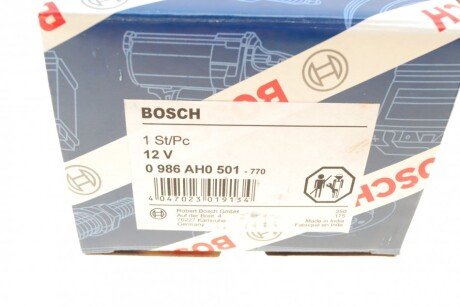 BOSCH
BOSCH
BOSCH
1 St/Pc
12 V
0 986 AH0 501 - 770
4 047023 019134
Robert Bosch GmbH
Auf der Breit 4
76227 Karlsruhe
Germany
Made in India
Fabriqué en Inde